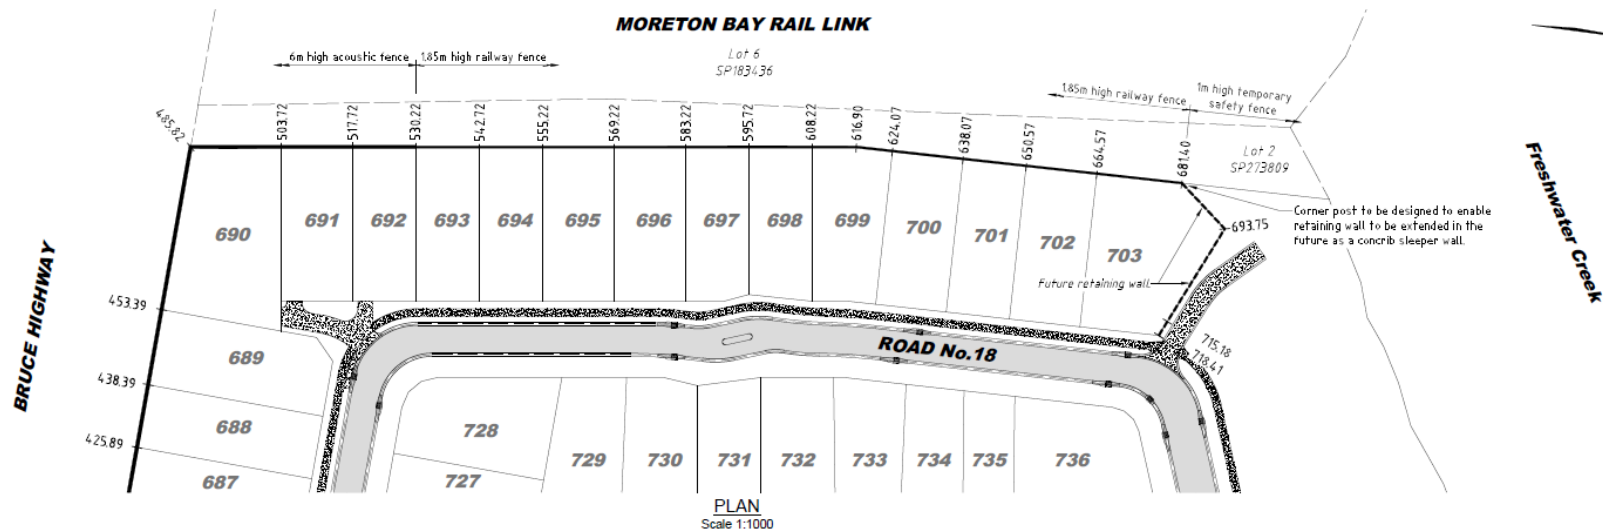 MORETON BAY RAIL LINK
Lot 6
SP183436
6m high acoustic fence
1.85m high railway fence
1.85m high railway fence
1m high temporary
safety fence
485.82
503.72
517.72
530.22
542.72
555.22
569.22
583.22
595.72
608.22
616.90
624.07
638.07
650.57
664.57
681.40
Lot 2
SP273809
Freshwater Creek
Corner post to be designed to enable
retaining wall to be extended in the
future as a concrib sleeper wall.
693.75
690
691
692
693
694
695
696
697
698
699
700
701
702
703
Future retaining wall
BRUCE HIGHWAY
453.39
438.39
425.89
689
688
687
ROAD No.18
715.18
718.41
728
727
729
730
731
732
733
734
735
736
PLAN
Scale 1:1000